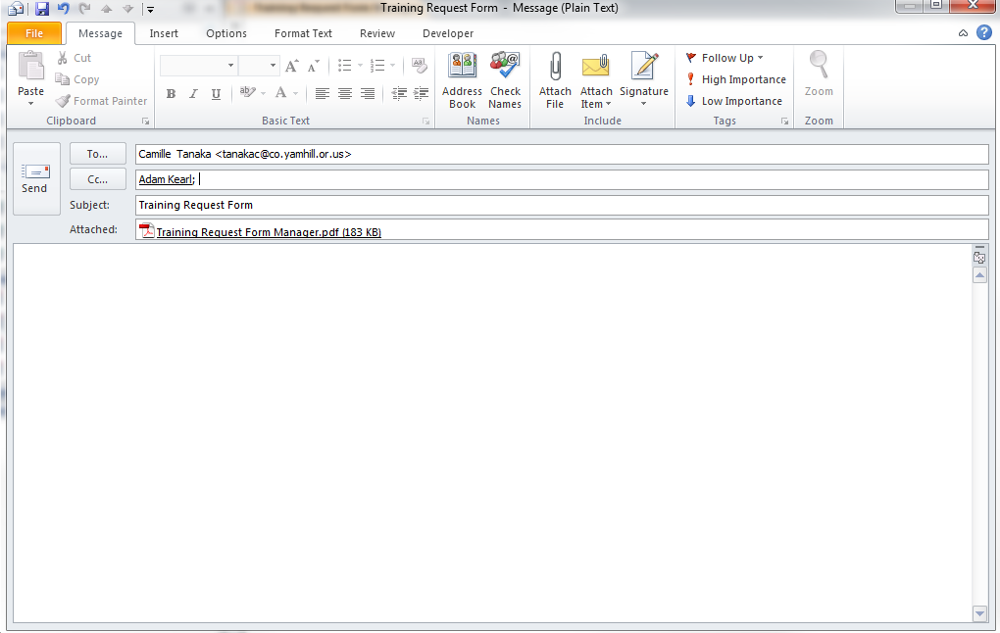 Training Request Form - Message (Plain Text)
File Message Insert Options Format Text Review Developer
Paste
Cut
Copy
Format Painter
Clipboard
B I U
Basic Text
Address Book
Check Names
Names
Attach File
Attach Item
Signature
Include
Follow Up
High Importance
Low Importance
Tags
Zoom
Zoom
Send
To... Camille Tanaka <tanakac@co.yamhill.or.us>
Cc... Adam Kearl;
Subject: Training Request Form
Attached: Training Request Form Manager.pdf (183 KB)